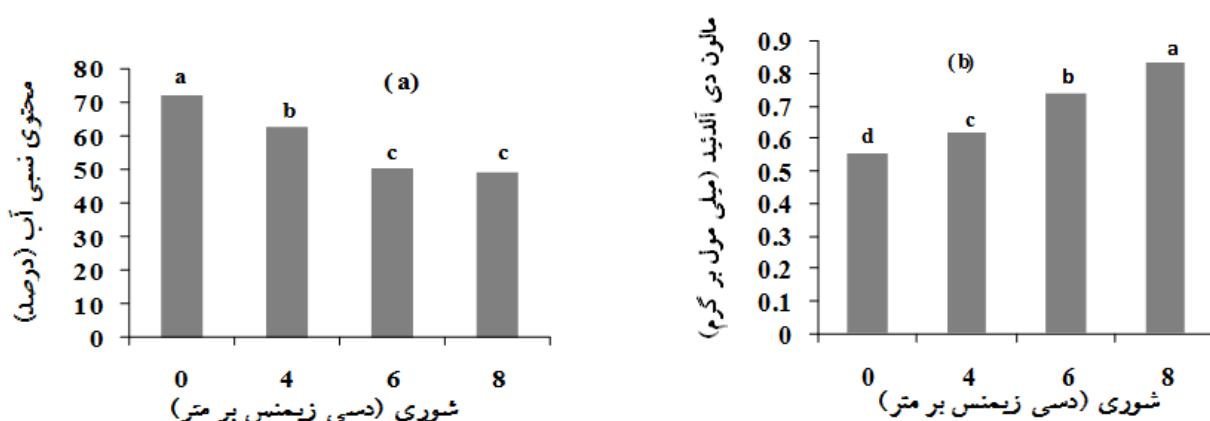 محتوی نسبی آب (درصد)
80
70
60
50
40
30
20
10
0
(a)
a
b
c
c
0 4 6 8
شوری (دسی زیمنس بر متر)
مالون دی آلدئید (میلی مول بر گرم)
0.9
0.8
0.7
0.6
0.5
0.4
0.3
0.2
0.1
0
(b)
d
c
b
a
0 4 6 8
شوری (دسی زیمنس بر متر)